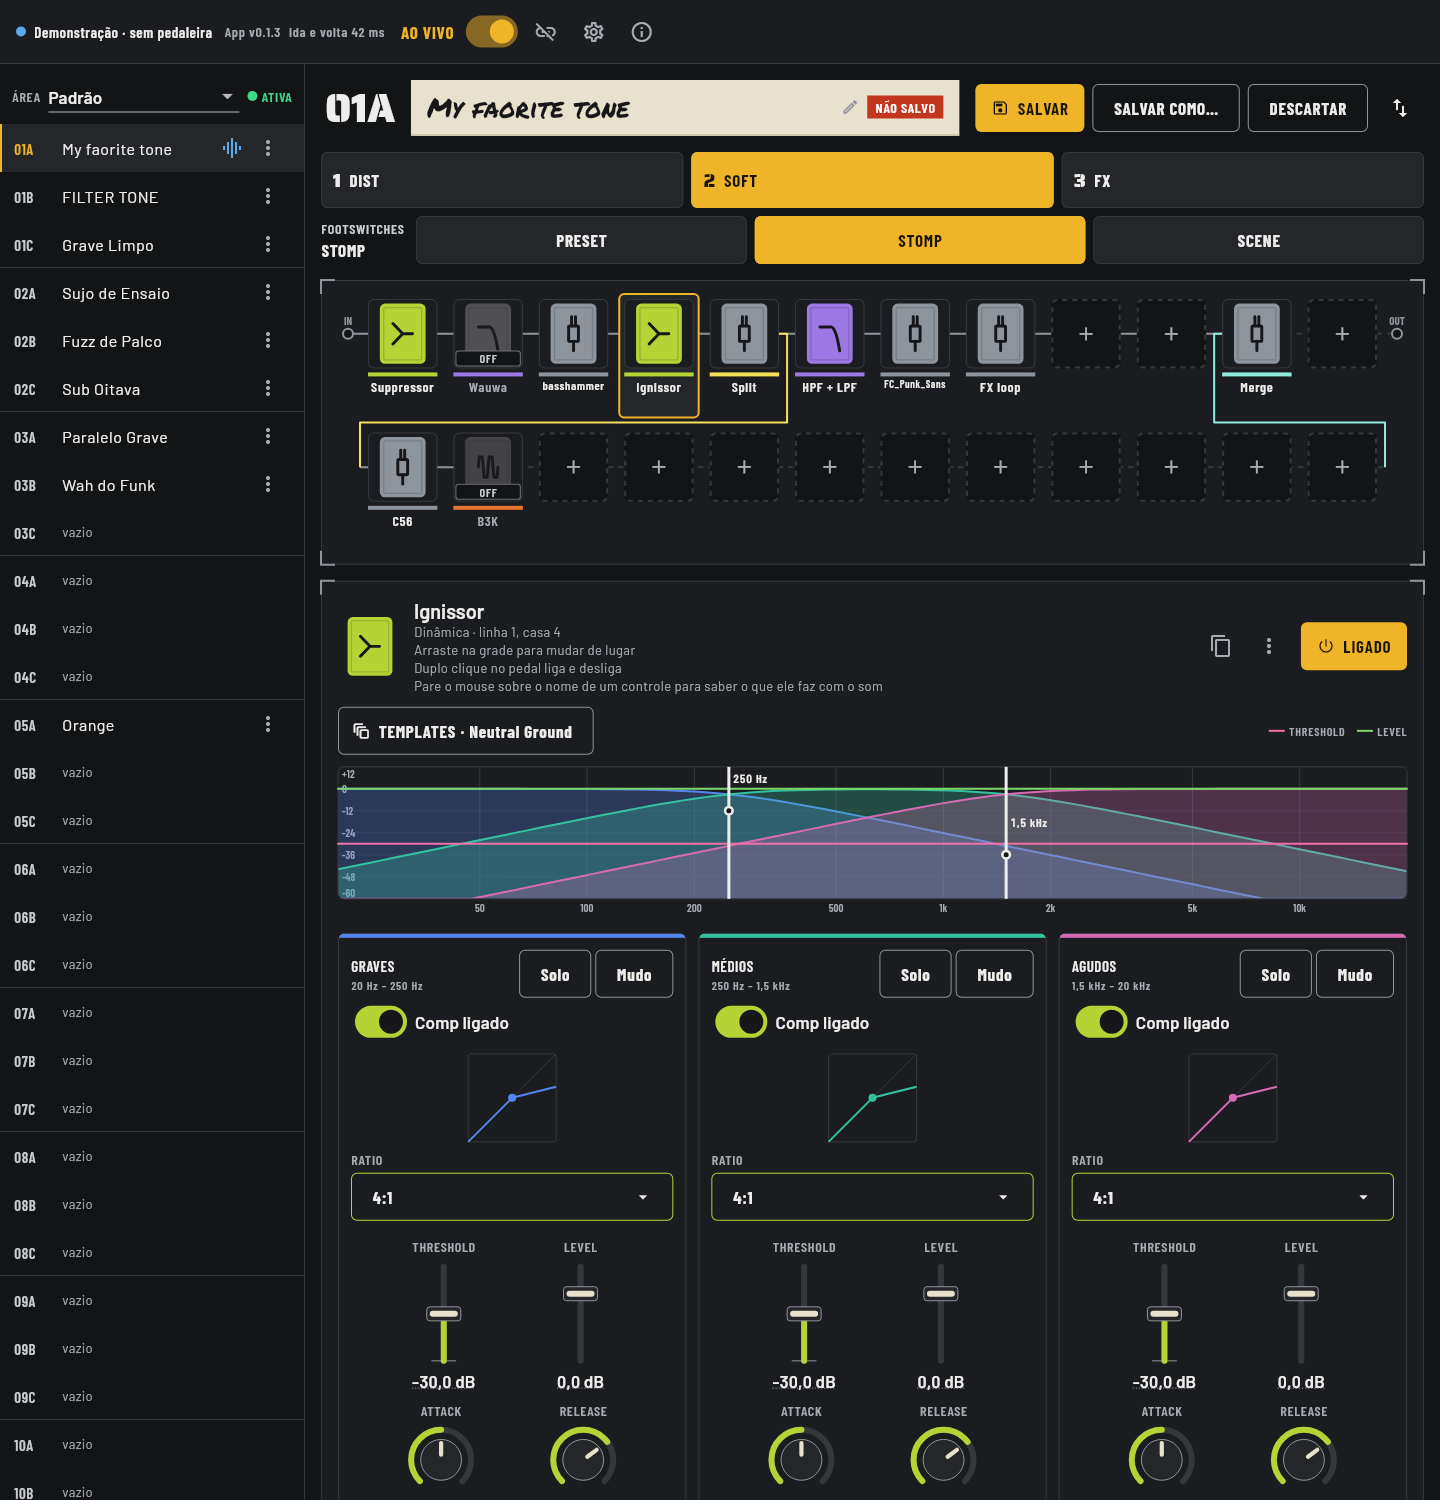 Demonstração · sem pedaleira App v0.1.3 Ida e volta 42 ms AO VIVO
ÁREA Padrão ATIVA
01A My faorite tone
01B FILTER TONE
01C Grave Limpo
02A Sujo de Ensaio
02B Fuzz de Palco
02C Sub Oitava
03A Paralelo Grave
03B Wah do Funk
03C vazio
04A vazio
04B vazio
04C vazio
05A Orange
05B vazio
05C vazio
06A vazio
06B vazio
06C vazio
07A vazio
07B vazio
07C vazio
08A vazio
08B vazio
08C vazio
09A vazio
09B vazio
09C vazio
10A vazio
10B vazio
01A My faorite tone NÃO SALVO SALVAR SALVAR COMO... DESCARTAR
1 DIST 2 SOFT 3 FX
FOOTSWITCHES
STOMP PRESET STOMP SCENE
IN OUT
OFF
Suppressor Wauwa basshammer Ignissor Split HPF + LPF FC_Punk_Sans FX loop Merge
OFF
C56 B3K
Ignissor
Dinâmica · linha 1, casa 4
Arraste na grade para mudar de lugar
Duplo clique no pedal liga e desliga
Pare o mouse sobre o nome de um controle para saber o que ele faz com o som
LIGADO
TEMPLATES · Neutral Ground THRESHOLD LEVEL
+12 250 Hz
0
-12
1,5 kHz
-24
-36
-48
-60
50 100 200 500 1k 2k 5k 10k
GRAVES Solo Mudo MÉDIOS Solo Mudo AGUDOS Solo Mudo
20 Hz – 250 Hz 250 Hz – 1,5 kHz 1,5 kHz – 20 kHz
Comp ligado Comp ligado Comp ligado
RATIO RATIO RATIO
4:1 4:1 4:1
THRESHOLD LEVEL THRESHOLD LEVEL THRESHOLD LEVEL
-30,0 dB 0,0 dB -30,0 dB 0,0 dB -30,0 dB 0,0 dB
ATTACK RELEASE ATTACK RELEASE ATTACK RELEASE